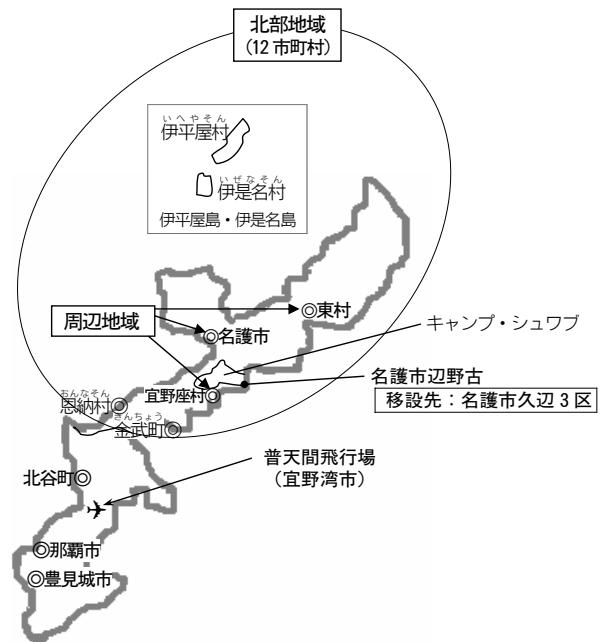 北部地域
（12 市町村）
いへやそん
伊平屋村
いぜなそん
伊是名村
伊平屋島・伊是名島
周辺地域
◎東村
◎名護市
キャンプ・シュワブ
名護市辺野古
移設先：名護市久辺 3 区
宜野座村◎
おんなそん
恩納村◎
きんちょう
金武町◎
普天間飛行場
（宜野湾市）
北谷町◎
◎那覇市
◎豊見城市